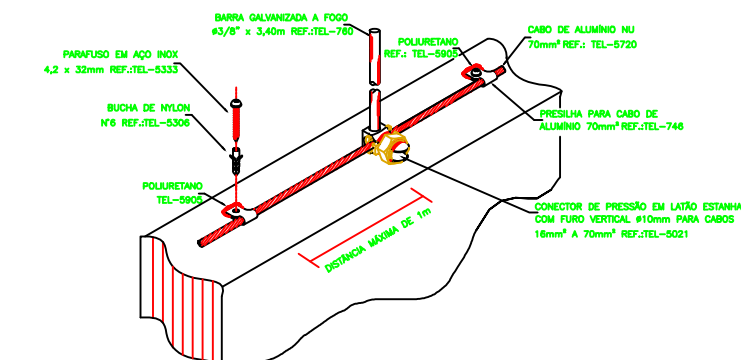 BARRA GALVANIZADA A FOGO
ø3/8" x 3,40m REF.:TEL-760
CABO DE ALUMÍNIO NU
70mm² REF.: TEL-5720
POLIURETANO
REF.: TEL-5905
PARAFUSO EM AÇO INOX
4,2 x 32mm REF.:TEL-5333
BUCHA DE NYLON
N°6 REF.:TEL-5306
PRESILHA PARA CABO DE
ALUMÍNIO 70mm² REF.:TEL-746
POLIURETANO
TEL-5905
DISTÂNCIA MÁXIMA DE 1m
CONECTOR DE PRESSÃO EM LATÃO ESTANHA
COM FURO VERTICAL ø10mm PARA CABOS
16mm² A 70mm² REF.:TEL-5021